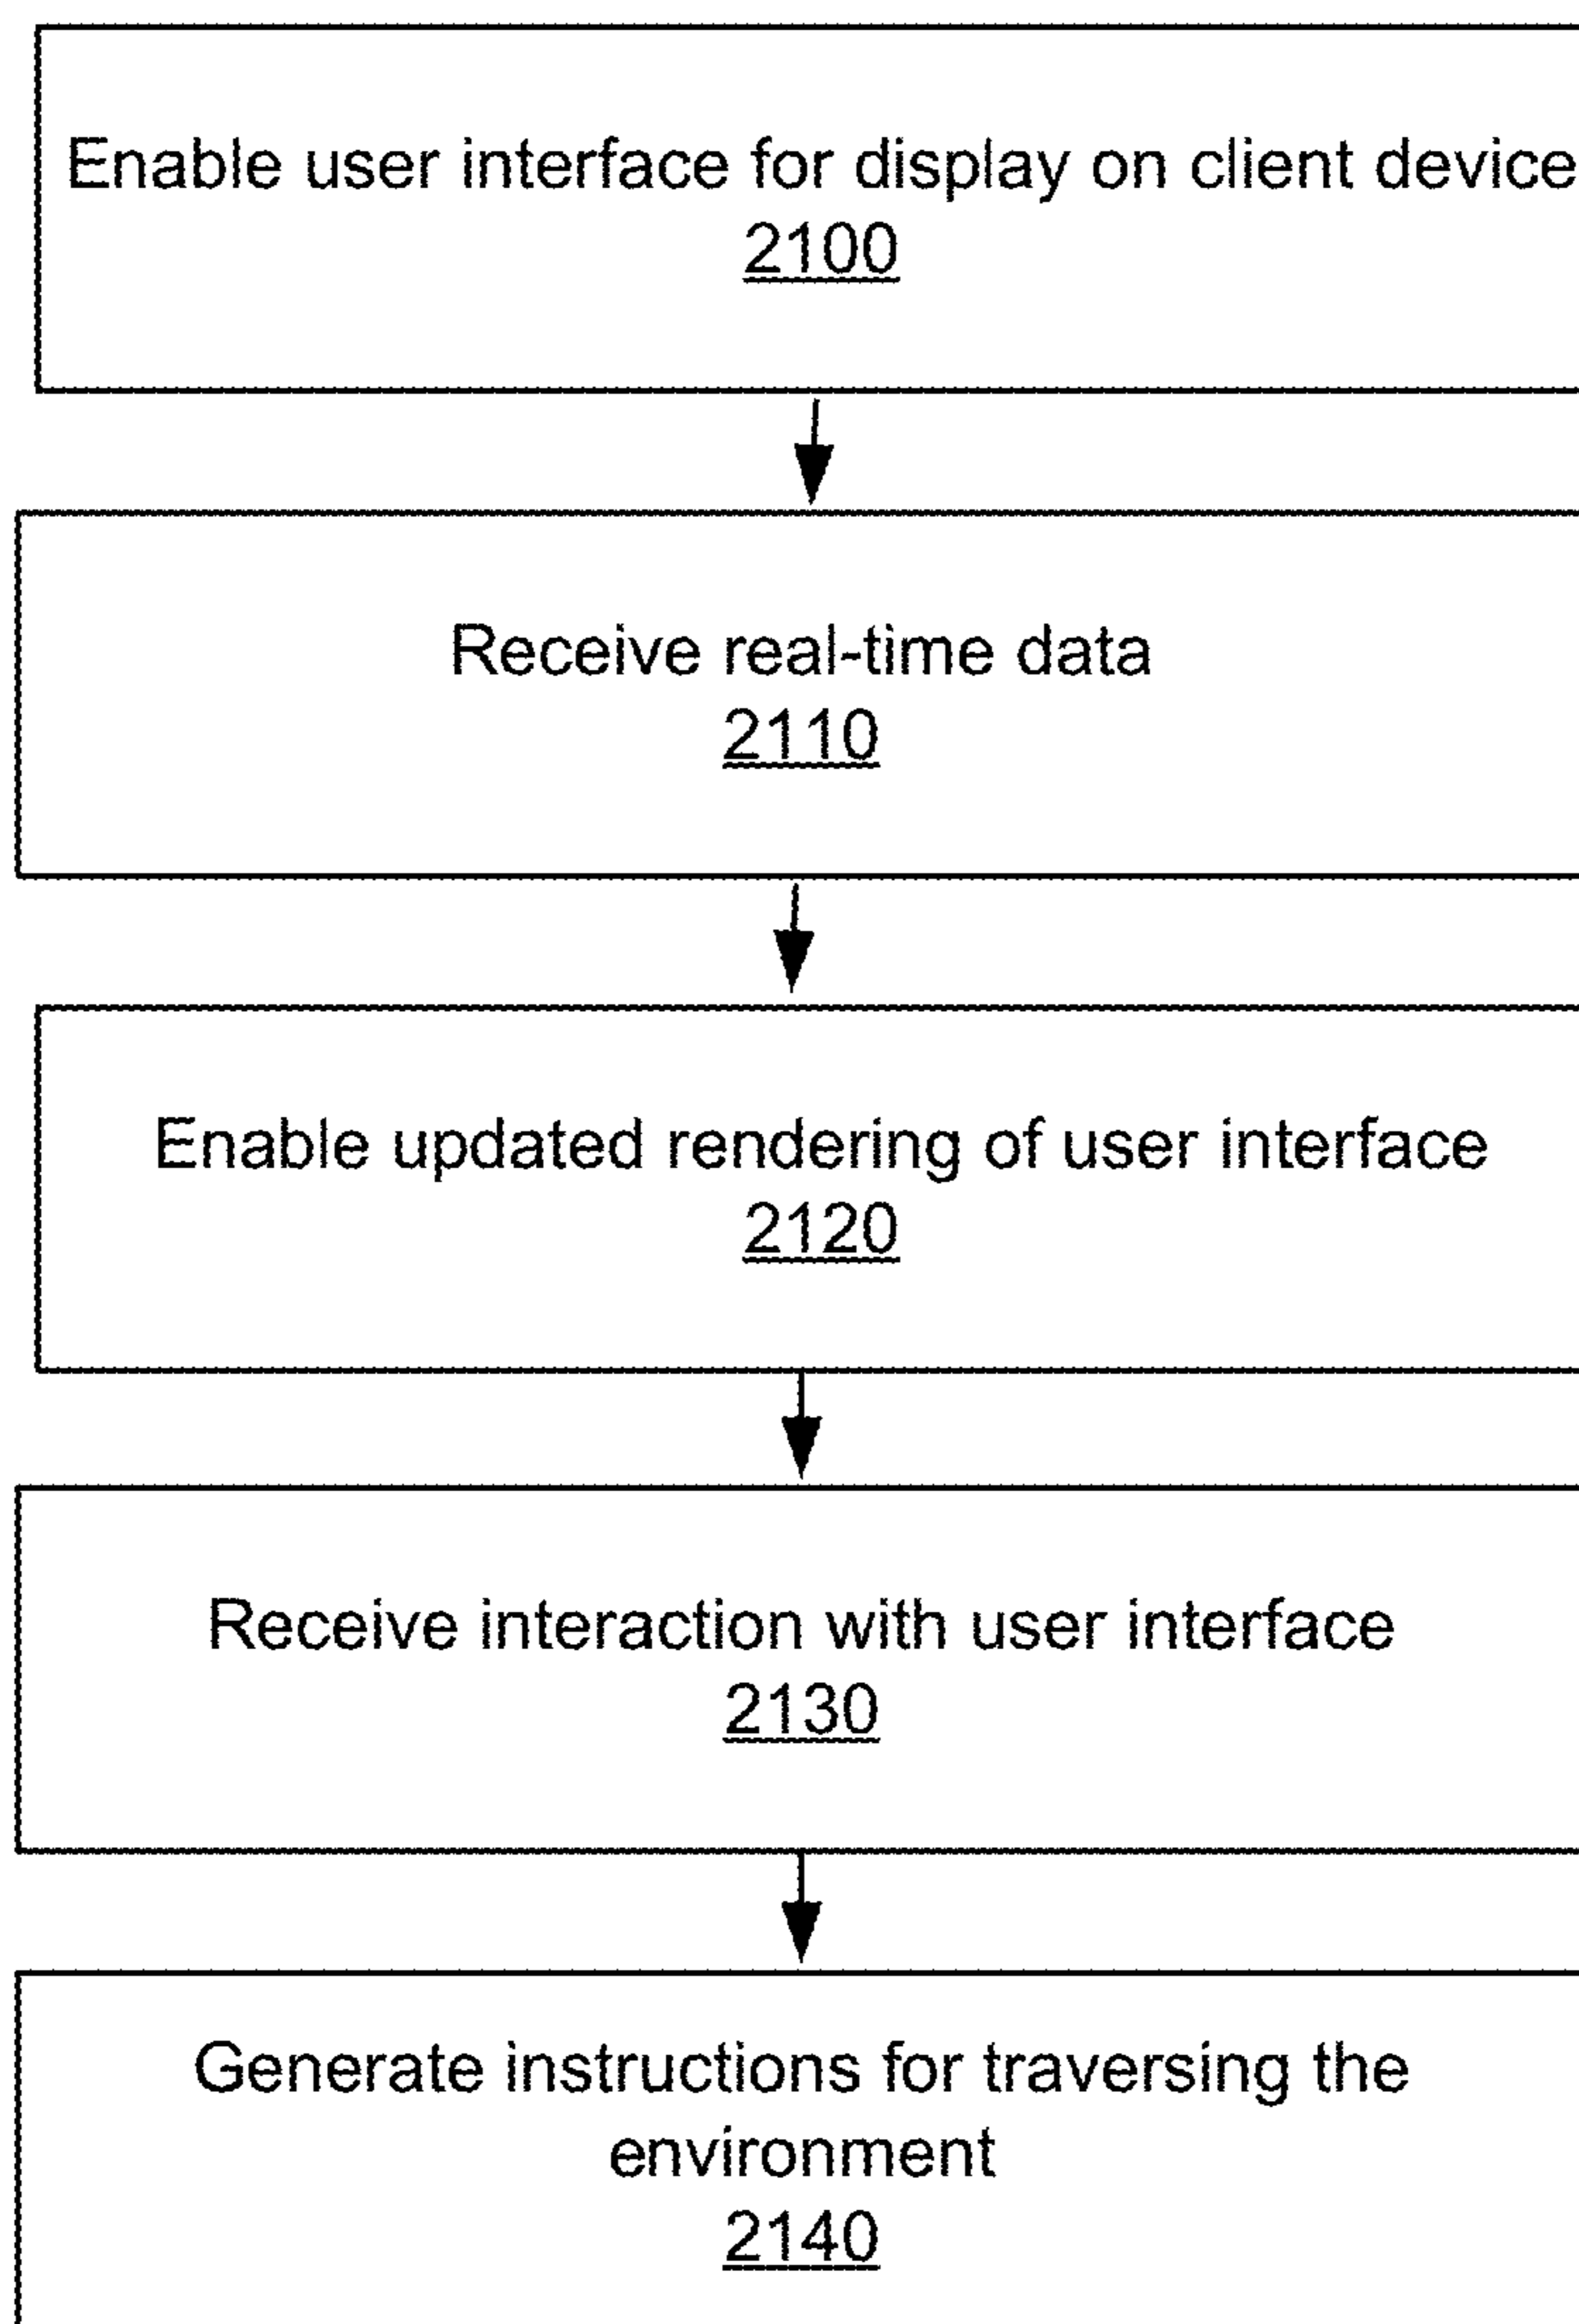 Enable user interface for display on client device
2100
Receive real-time data
2110
Enable updated rendering of user interface
2120
Receive interaction with user interface
2130
Generate instructions for traversing the
environment
2140